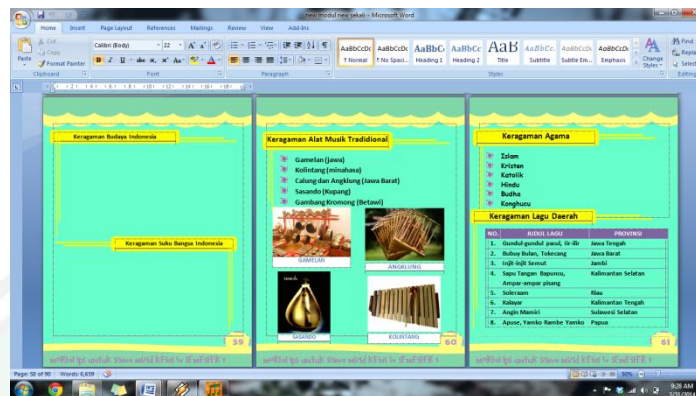 new modul new sekali - Microsoft Word
Home Insert Page Layout References Mailings Review View Add-Ins
Paste
Cut
Copy
Format Painter
Clipboard
Calibri (Body) 22
Font
Paragraph
AaBbCcDc AaBbCcDc AaBbC AaBbCc AaB AaBbCc. AaBbCcDc AaBbCcDc
¶ Normal ¶ No Spaci... Heading 1 Heading 2 Title Subtitle Subtle Em... Emphasis
Change Styles
Styles
Find
Select
Editing
Keragaman Budaya Indonesia
Keragaman Suku Bangsa Indonesia
59
Keragaman Alat Musik Tradidional
Gamelan (jawa)
Kolintang (minahasa)
Calung dan Angklung (Jawa Barat)
Sasando (Kupang)
Gambang Kromong (Betawi)
GAMELAN
ANGKLUNG
SASANDO
KOLINTANG
60
Keragaman Agama
Islam
Kristen
Katolik
Hindu
Budha
Konghucu
Keragaman Lagu Daerah
NO. JUDUL LAGU PROVINSI
1. Gundul-gundul pacul, lir-ilir Jawa Tengah
2. Bubuy Bulan, Tokecang Jawa Barat
3. Injit-injit Semut Jambi
4. Sapu Tangan Bapuncu, Ampar-ampar pisang Kalimantan Selatan
5. Soleram Riau
6. Kalayar Kalimantan Tengah
7. Angin Mamiri Sulawesi Selatan
8. Apuse, Yamko Rambe Yamko Papua
61
Page: 58 of 90 Words: 6,659
50%
9:28 AM